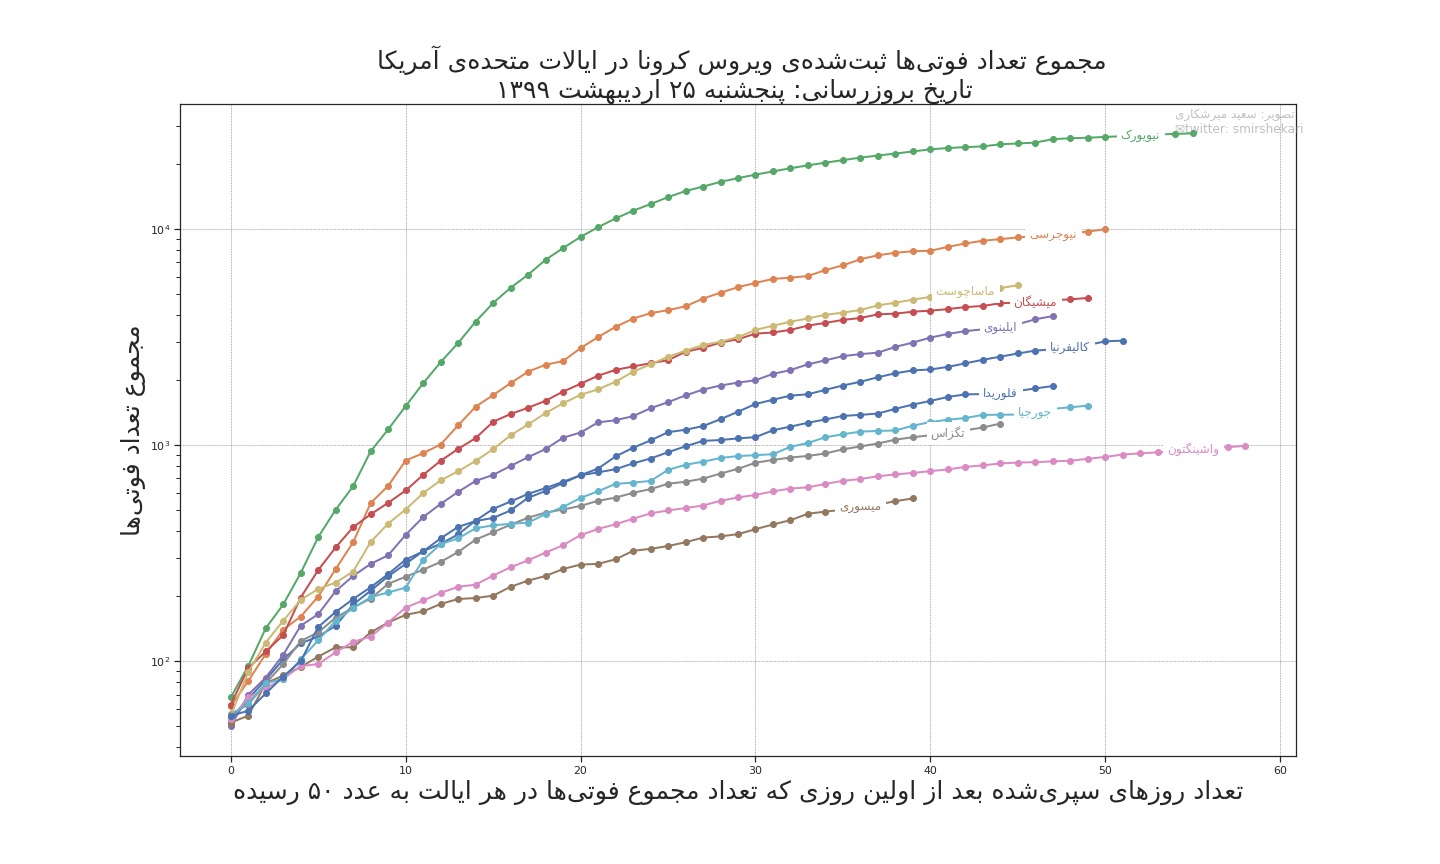 مجموع تعداد فوتی‌ها ثبت‌شده‌ی ویروس کرونا در ایالات متحده‌ی آمریکا
تاریخ بروزرسانی: پنجشنبه ۲۵ اردیبهشت ۱۳۹۹
تصویر: سعید میرشکاری
✉twitter: smirshekari
نیویورک
نیوجرسی
ماساچوست
میشیگان
ایلینوی
کالیفرنیا
فلوریدا
جورجیا
تگزاس
واشینگتون
میسوری
مجموع تعداد فوتی‌ها
10⁴
10³
10²
0 10 20 30 40 50 60
تعداد روزهای سپری‌شده بعد از اولین روزی که تعداد مجموع فوتی‌ها در هر ایالت به عدد ۵۰ رسیده